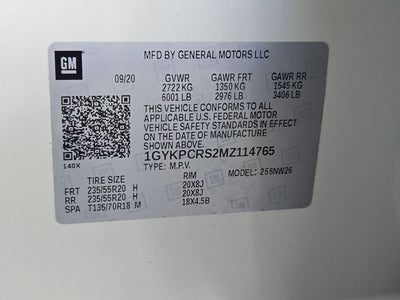 GM
MFD BY GENERAL MOTORS LLC
09/20 GVWR GAWR FRT GAWR RR
2722 KG 1350 KG 1545 KG
6001 LB 2976 LB 3406 LB
THIS VEHICLE CONFORMS TO ALL
APPLICABLE U.S. FEDERAL MOTOR
VEHICLE SAFETY STANDARDS IN EFFECT
ON THE DATE OF MANUFACTURE
SHOWN ABOVE.
140X 1GYKPCRS2MZ114765
TYPE: M.P.V. MODEL: 256NW26
TIRE SIZE RIM
FRT 235/55R20 H 20X8J
RR 235/55R20 H 20X8J
SPA T135/70R18 M 18X4.5B